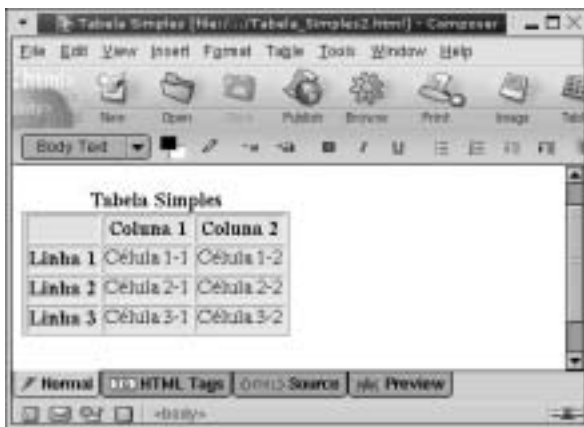 Tabela Simples [file:/.../Tabela_Simples2.html] - Composer
File Edit View Insert Format Table Tools Window Help
New Open Publish Browse Print Image
Body Text
Tabela Simples
Coluna 1 Coluna 2
Linha 1 Célula 1-1 Célula 1-2
Linha 2 Célula 2-1 Célula 2-2
Linha 3 Célula 3-1 Célula 3-2
Normal HTML Tags Source Preview
<body>